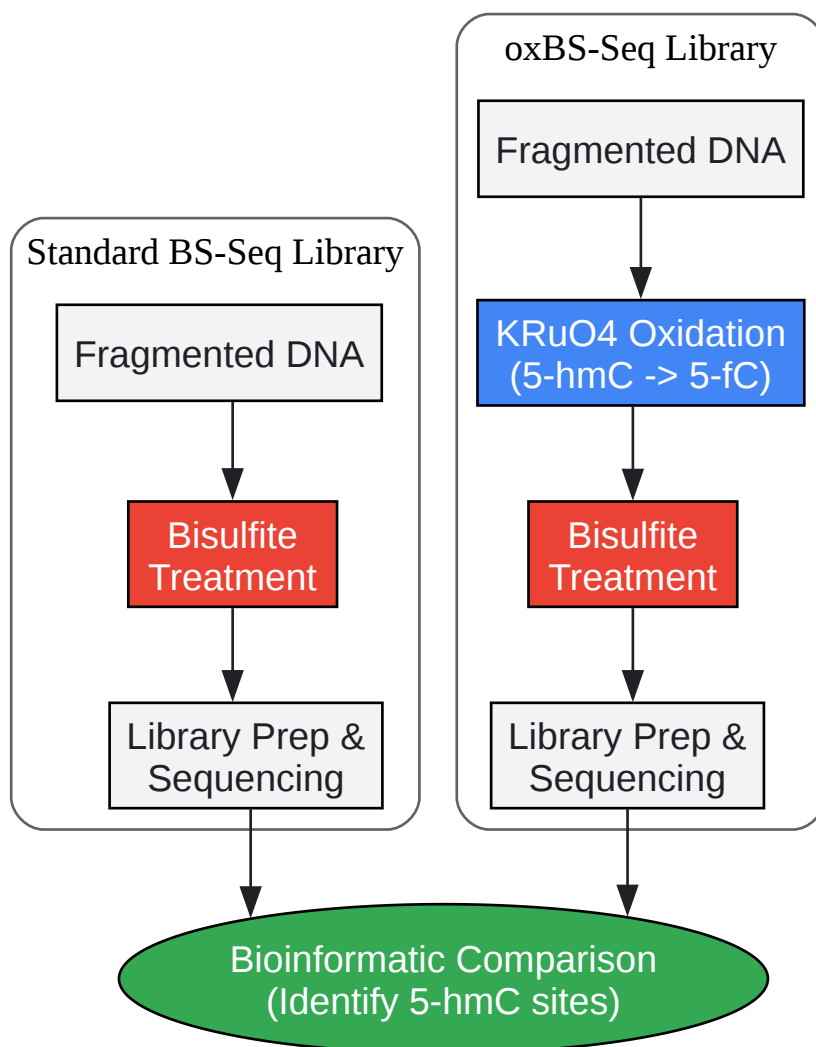 Standard BS-Seq Library
Fragmented DNA
Bisulfite
Treatment
Library Prep &
Sequencing
oxBS-Seq Library
Fragmented DNA
KRuO4 Oxidation
(5-hmC -> 5-fC)
Bisulfite
Treatment
Library Prep &
Sequencing
Bioinformatic Comparison
(Identify 5-hmC sites)